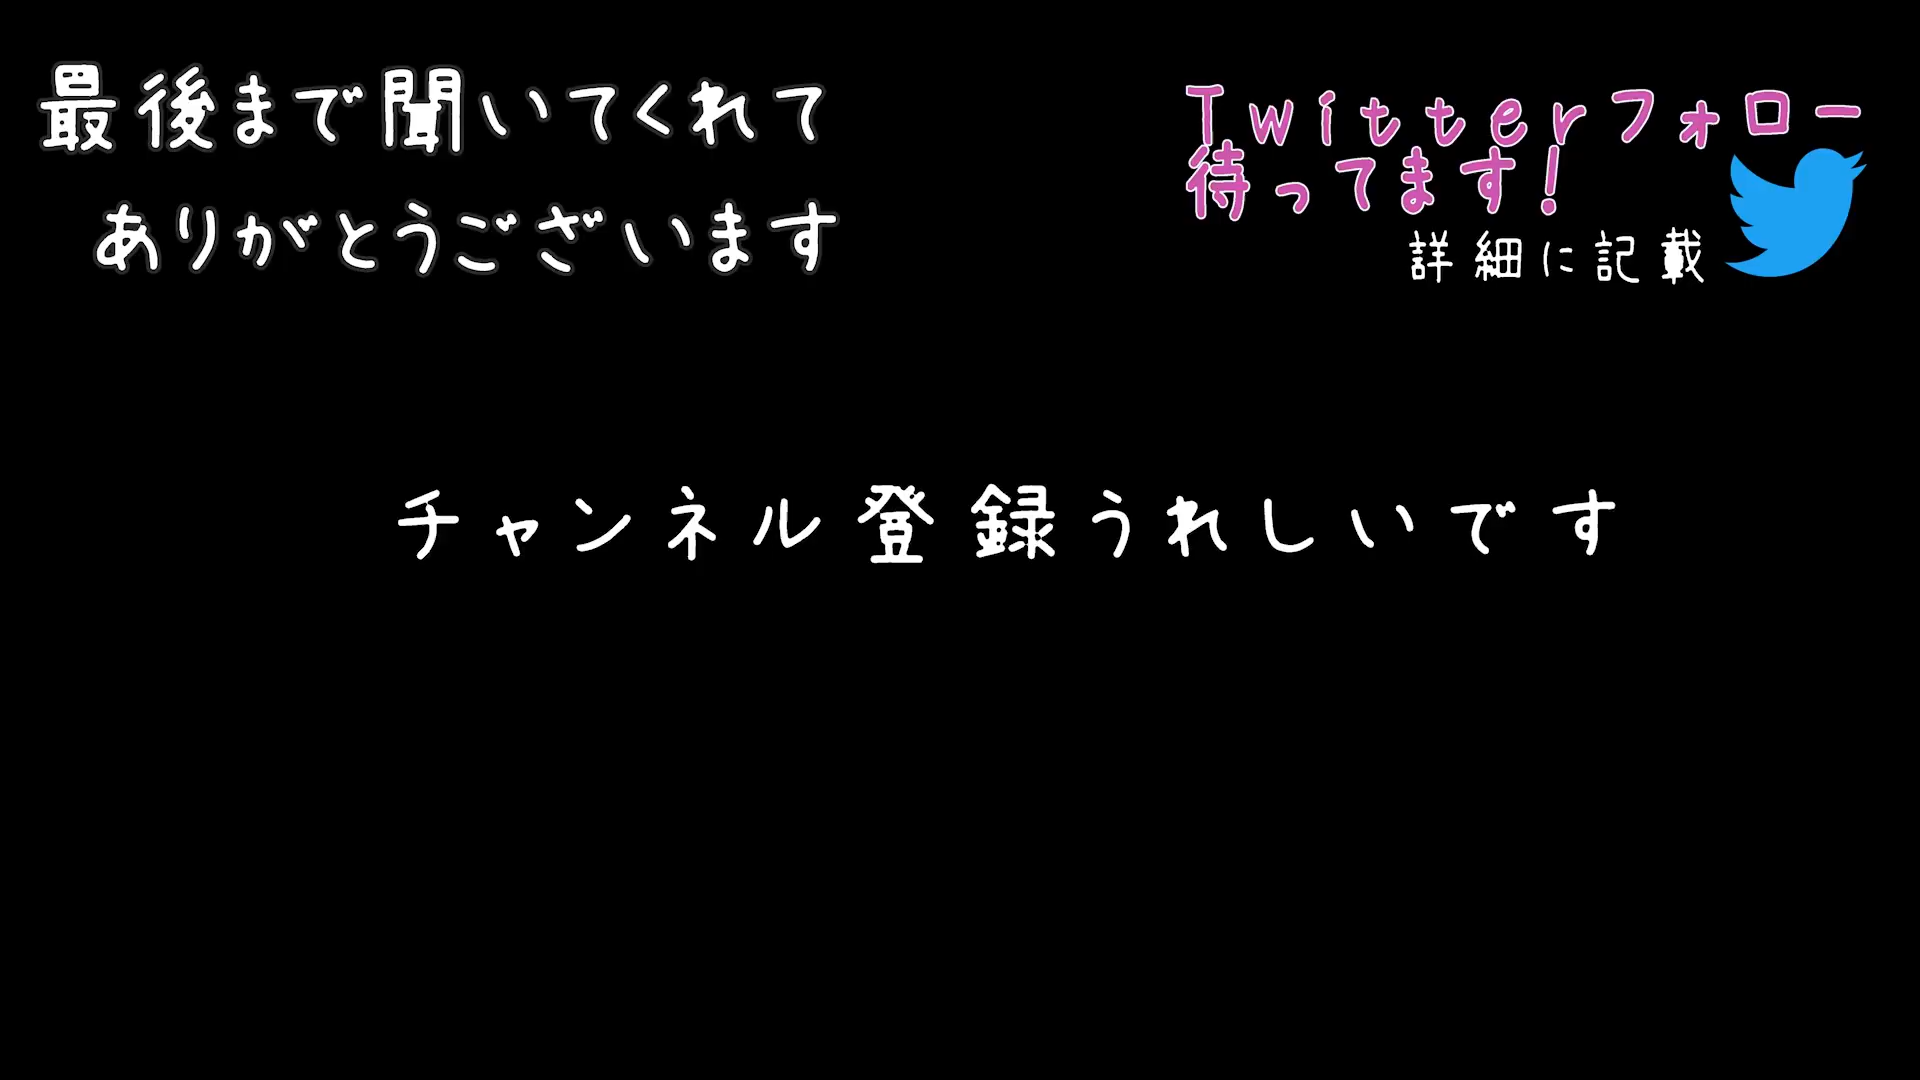 最後まで聞いてくれて
ありがとうございます
Twitterフォロー
待ってます!
詳細に記載
チャンネル登録うれしいです